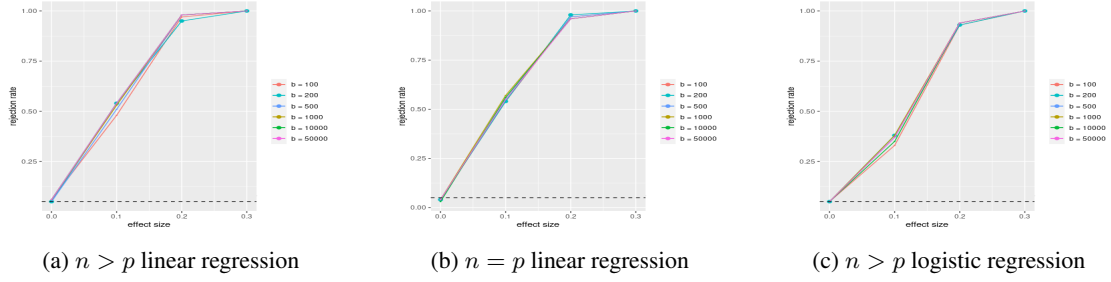 1.00
0.75
0.50
0.25
rejection rate
0.0 0.1 0.2 0.3
effect size
b = 100
b = 200
b = 500
b = 1000
b = 10000
b = 50000
(a) n > p linear regression
1.00
0.75
0.50
0.25
0.00
rejection rate
0.0 0.1 0.2 0.3
effect size
b = 100
b = 200
b = 500
b = 1000
b = 10000
b = 50000
(b) n = p linear regression
1.00
0.75
0.50
0.25
rejection rate
0.0 0.1 0.2 0.3
effect size
b = 100
b = 200
b = 500
b = 1000
b = 10000
b = 50000
(c) n > p logistic regression